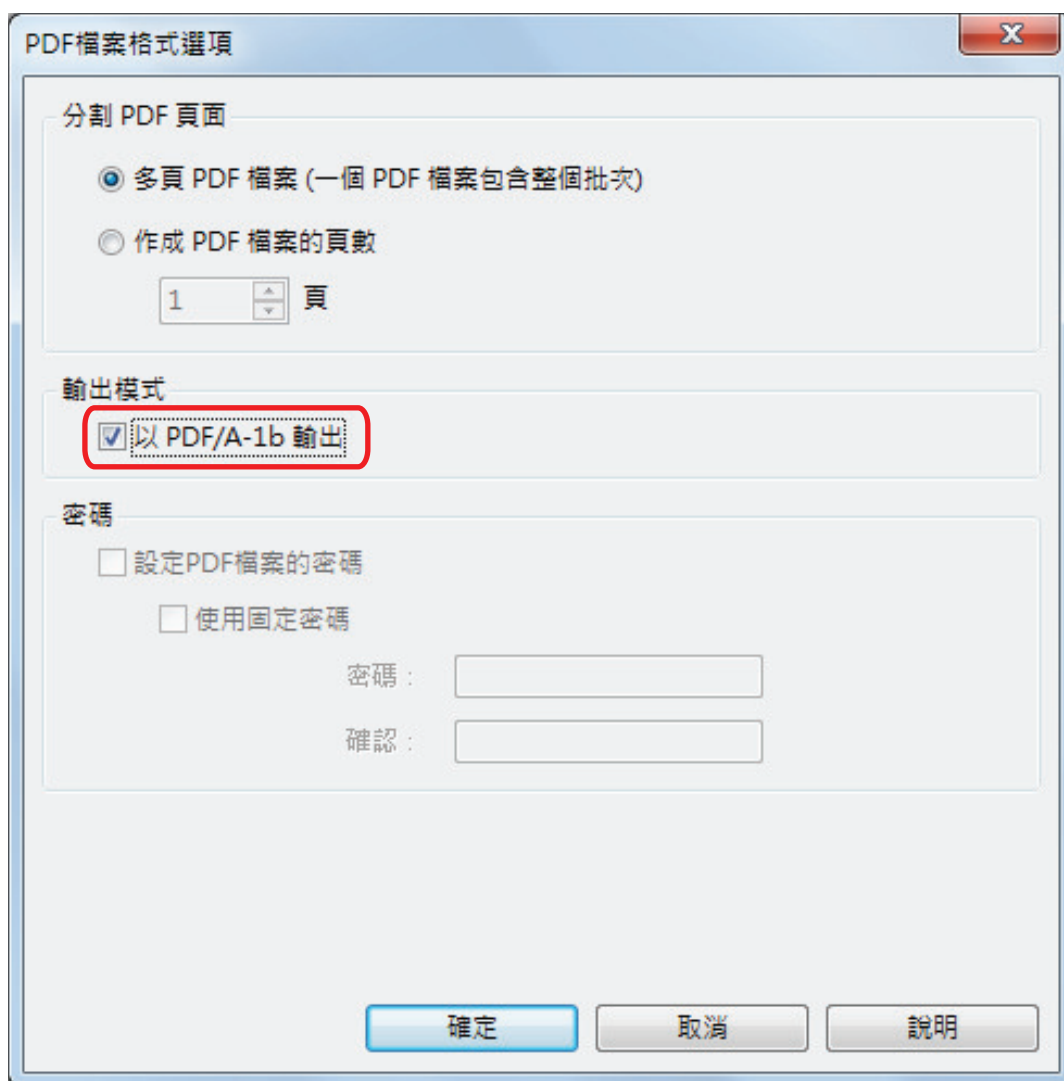 PDF檔案格式選項
分割 PDF 頁面
多頁 PDF 檔案 (一個 PDF 檔案包含整個批次)
作成 PDF 檔案的頁數
1 頁
輸出模式
以 PDF/A-1b 輸出
密碼
設定PDF檔案的密碼
使用固定密碼
密碼 :
確認 :
確定 取消 說明